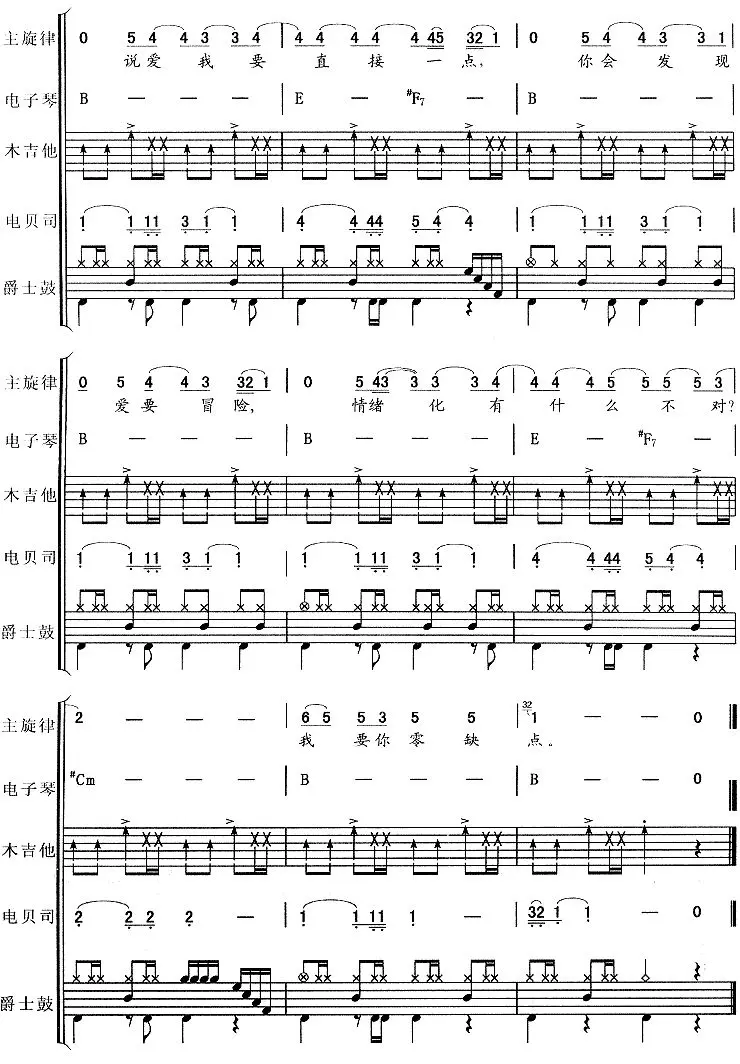 主旋律 0 5 4 4 3 3 4 4 4 4 4 45 32 1 0 5 4 4 3 3 1
说 爱 我 要 直 接 一 点, 你 会 发 现
电子琴 B — — — E — #F7 — B — — —
木吉他
电贝司 1 1 11 3 1 1 4 4 44 5 4 4 1 1 11 3 1 1
爵士鼓
主旋律 0 5 4 4 3 32 1 0 5 43 3 3 3 4 4 4 4 5 5 5 5 3
爱 要 冒 险, 情 绪 化 有 什 么 不 对?
电子琴 B — — — B — — — E — #F7 —
木吉他
电贝司 1 1 11 3 1 1 1 1 11 3 1 1 4 4 44 5 4 4
爵士鼓
主旋律 2 — — — 6 5 5 3 5 5 32 1 — — 0
我 要 你 零 缺 点。
电子琴 #Cm — — — B — — — B — — 0
木吉他
电贝司 2 2 2 2 — 1 1 11 1 — 32 1 1 — 0
爵士鼓